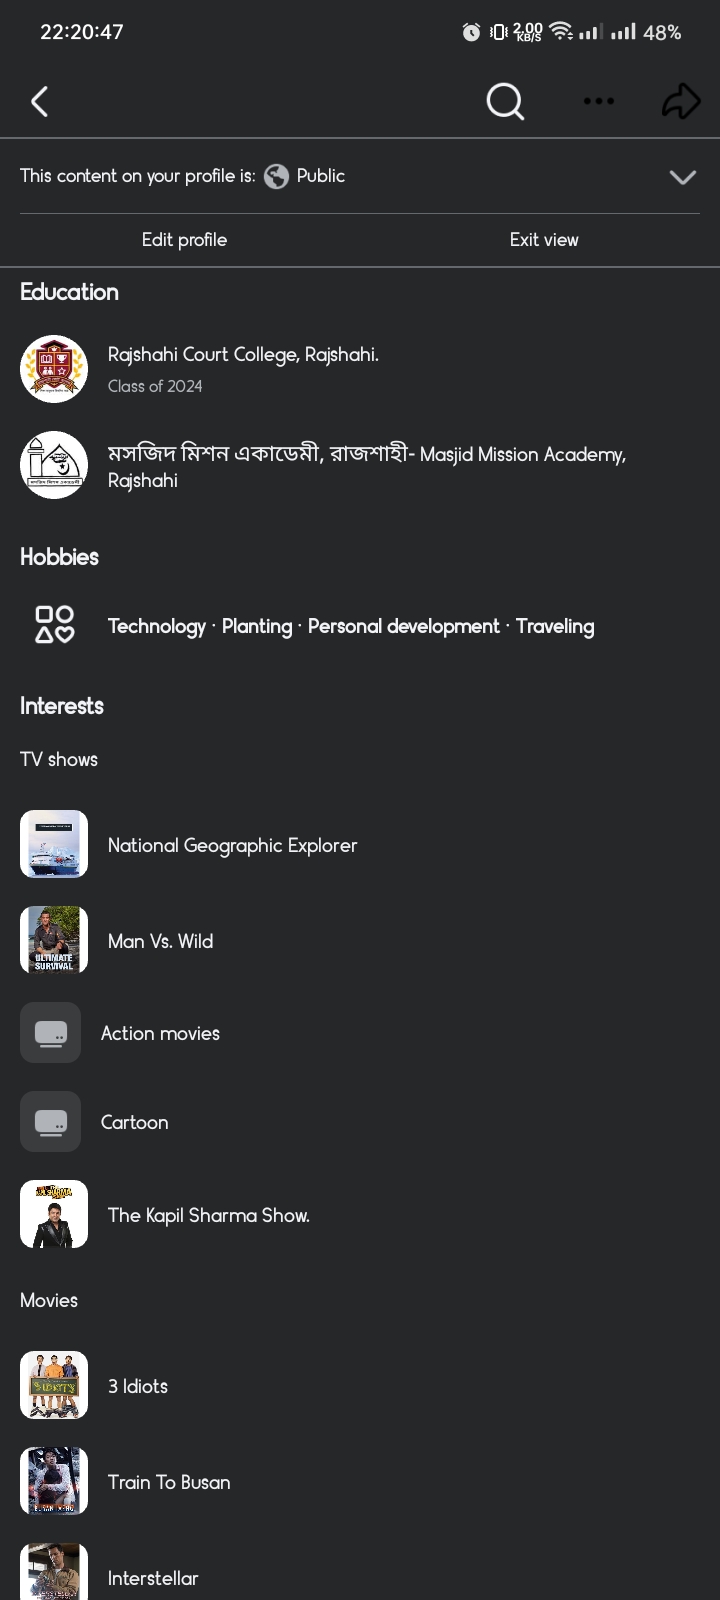 22:20:47
2.00 KB/S
48%
This content on your profile is: Public
Edit profile
Exit view
Education
Rajshahi Court College, Rajshahi.
Class of 2024
মসজিদ মিশন একাডেমী, রাজশাহী- Masjid Mission Academy,
Rajshahi
Hobbies
Technology · Planting · Personal development · Traveling
Interests
TV shows
National Geographic Explorer
ULTIMATE
SURVIVAL
Man Vs. Wild
Action movies
Cartoon
The Kapil Sharma Show.
Movies
3 Idiots
Train To Busan
Interstellar